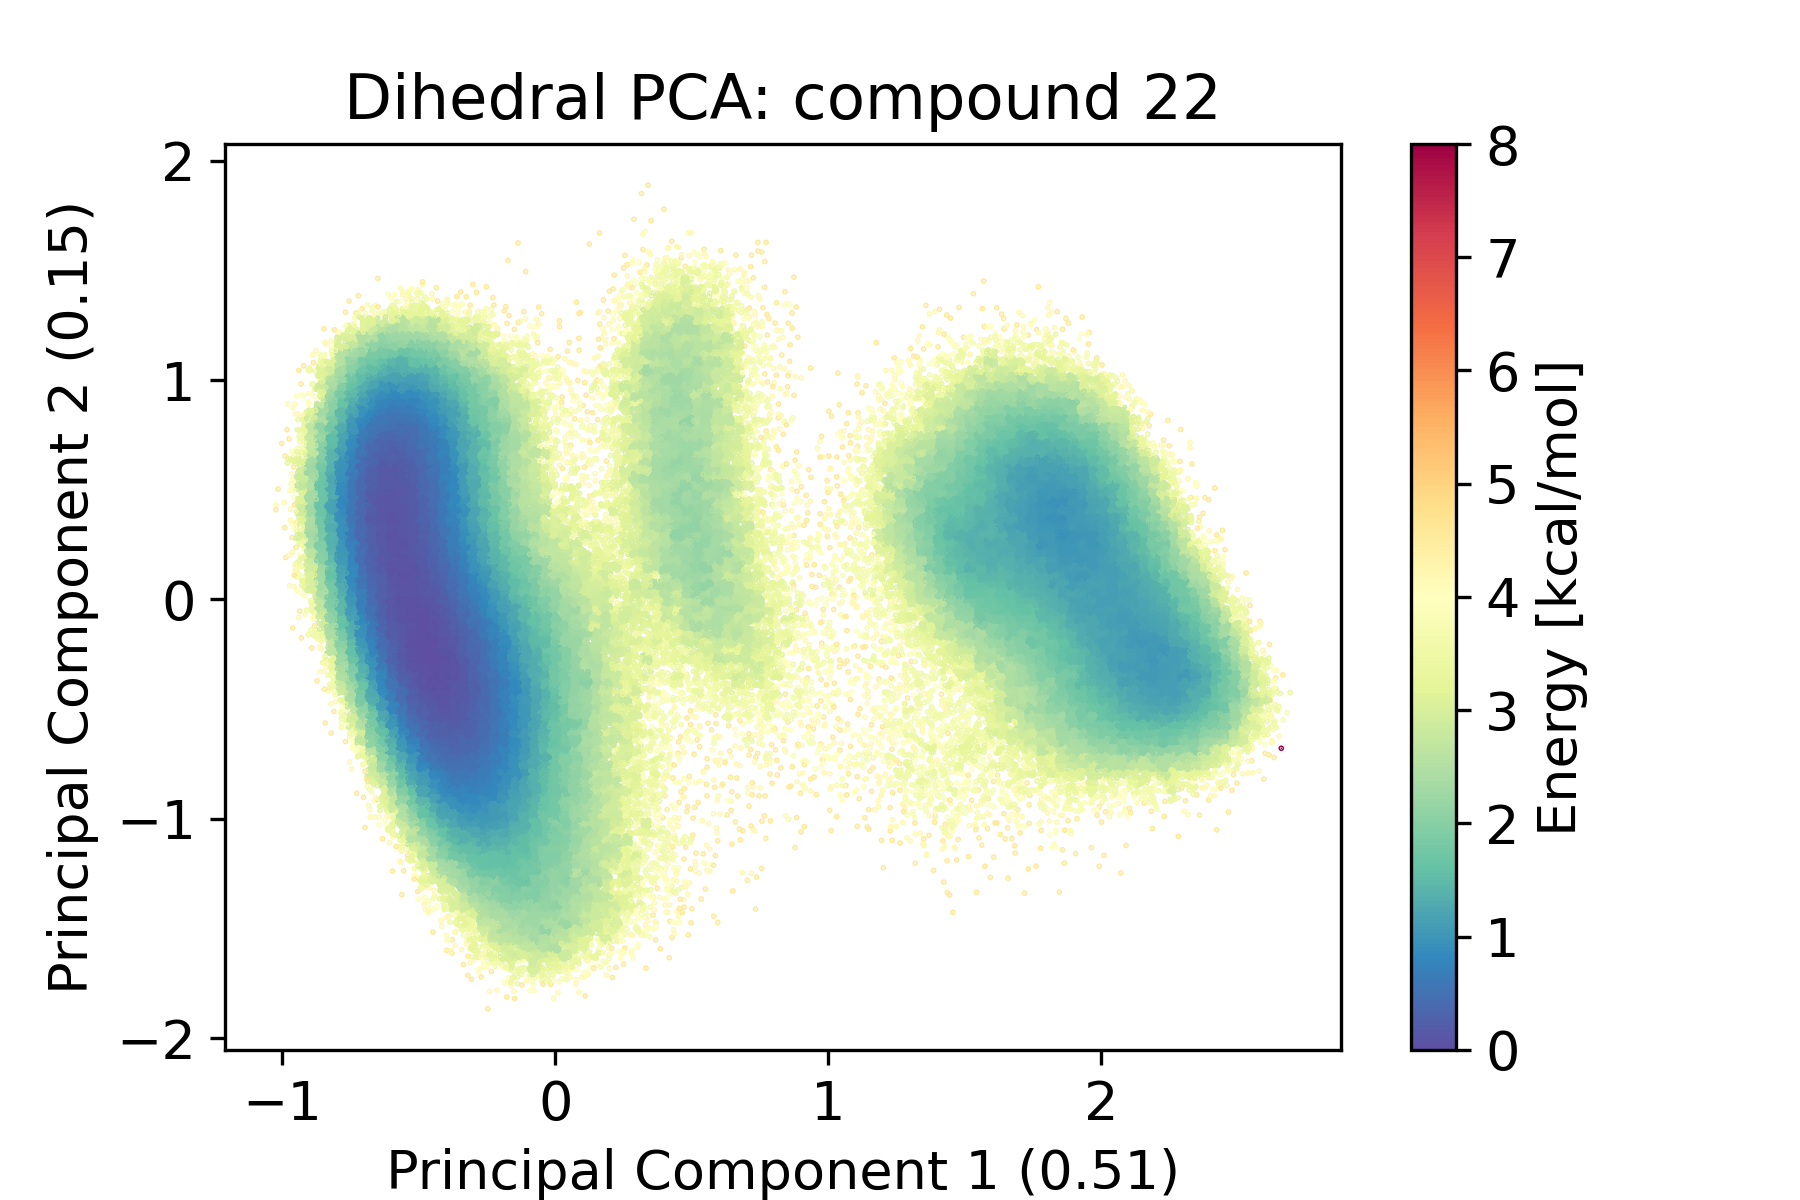 Dihedral PCA: compound 22
Principal Component 2 (0.15)
2
1
0
−1
−2
−1 0 1 2
Principal Component 1 (0.51)
8
7
6
5
4
3
2
1
0
Energy [kcal/mol]